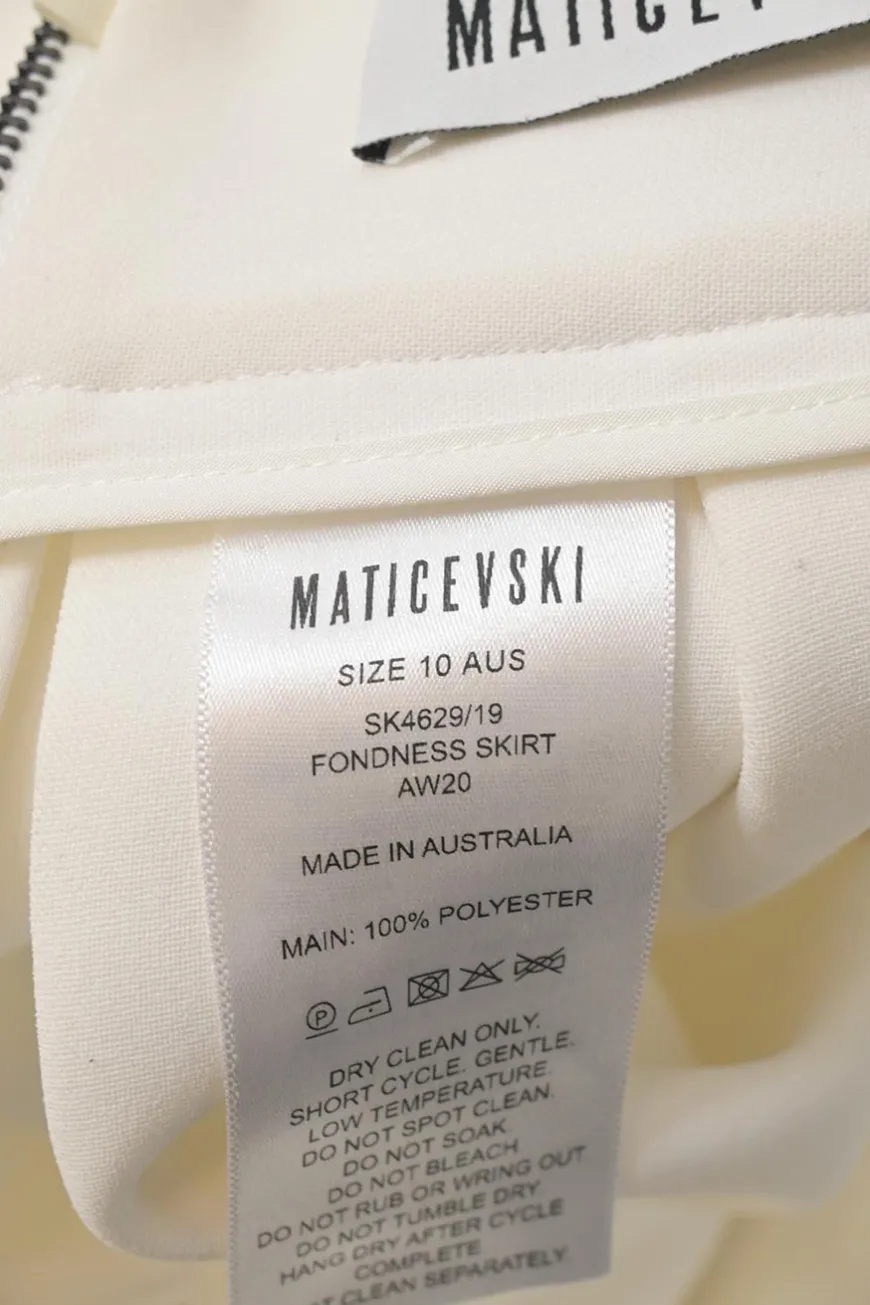 MATICEV
MATICEVSKI
SIZE 10 AUS
SK4629/19
FONDNESS SKIRT
AW20
MADE IN AUSTRALIA
MAIN: 100% POLYESTER
P
DRY CLEAN ONLY.
SHORT CYCLE. GENTLE.
LOW TEMPERATURE.
DO NOT SPOT CLEAN.
DO NOT SOAK.
DO NOT BLEACH
DO NOT RUB OR WRING OUT
DO NOT TUMBLE DRY
HANG DRY AFTER CYCLE
COMPLETE
CLEAN SEPARATELY